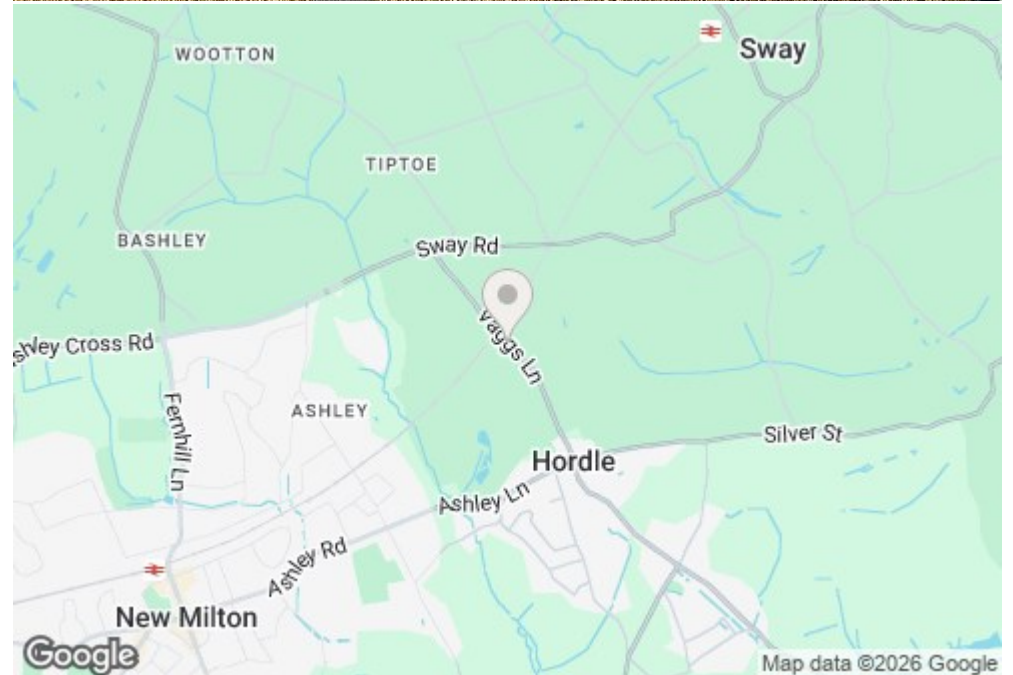 WOOTTON
Sway
TIPTOE
BASHLEY
Sway Rd
Vaggs Ln
shley Cross Rd
Fernhill Ln
ASHLEY
Silver St
Hordle
Ashley Ln
Ashley Rd
New Milton
Google
Map data ©2026 Google